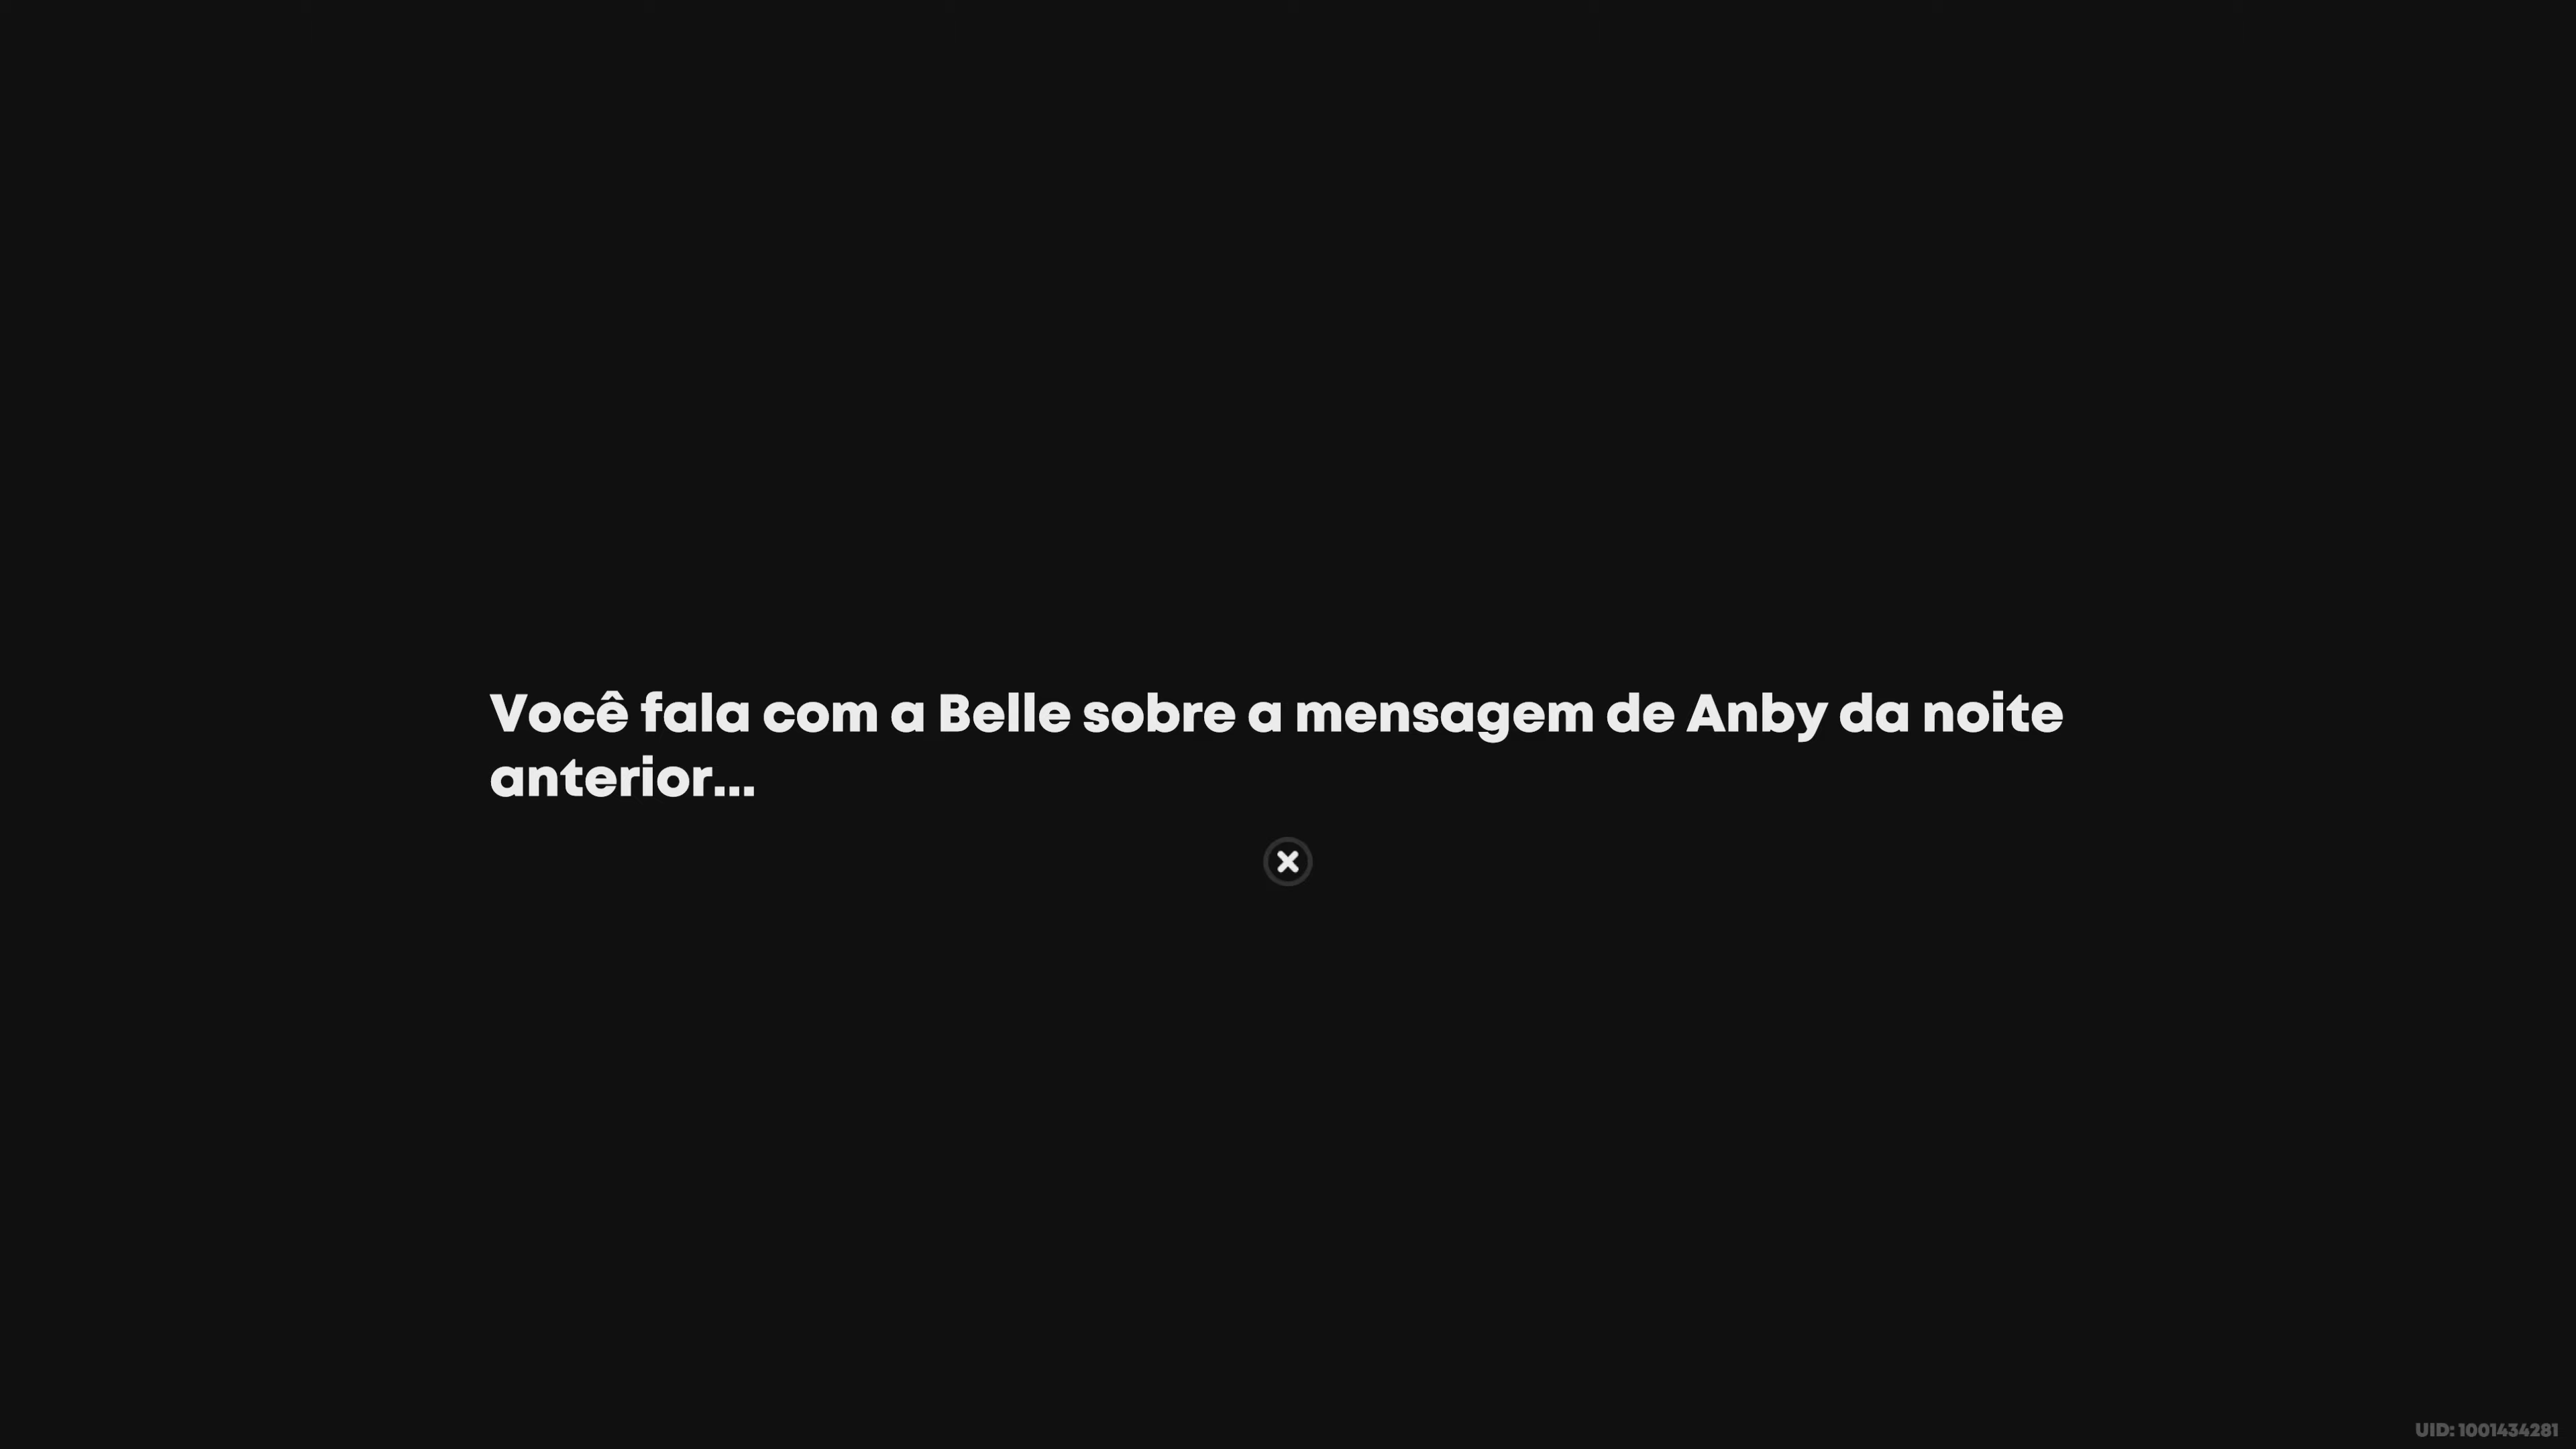 Você fala com a Belle sobre a mensagem de Anby da noite
anterior...
UID: 1001434281